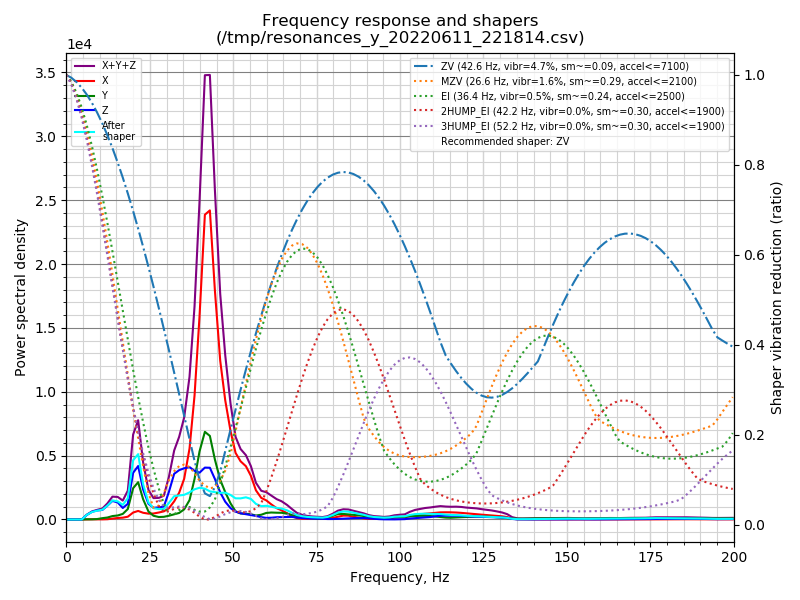 Frequency response and shapers
(/tmp/resonances_y_20220611_221814.csv)
1e4
X+Y+Z
X
Y
Z
After
shaper
ZV (42.6 Hz, vibr=4.7%, sm~=0.09, accel<=7100)
MZV (26.6 Hz, vibr=1.6%, sm~=0.29, accel<=2100)
EI (36.4 Hz, vibr=0.5%, sm~=0.24, accel<=2500)
2HUMP_EI (42.2 Hz, vibr=0.0%, sm~=0.30, accel<=1900)
3HUMP_EI (52.2 Hz, vibr=0.0%, sm~=0.30, accel<=1900)
Recommended shaper: ZV
Power spectral density
3.5
3.0
2.5
2.0
1.5
1.0
0.5
0.0
1.0
0.8
0.6
0.4
0.2
0.0
Shaper vibration reduction (ratio)
0 25 50 75 100 125 150 175 200
Frequency, Hz